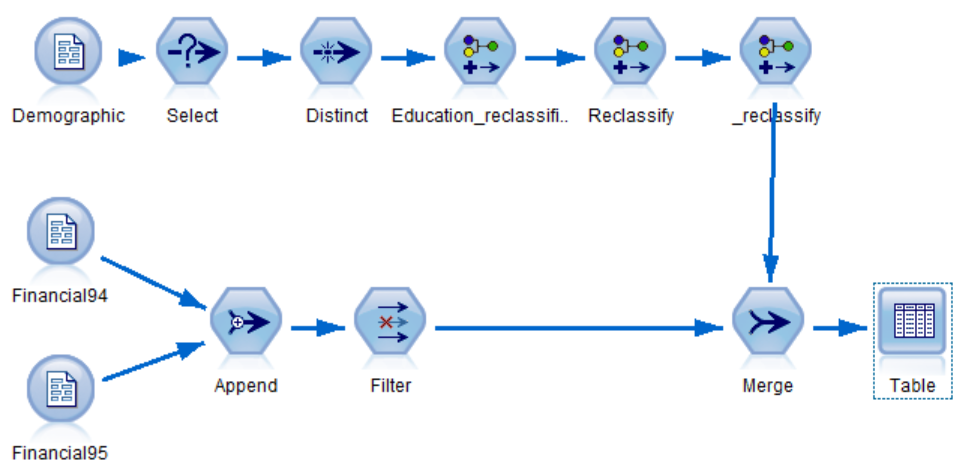 Demographic
Select
Distinct
Education_reclassifi..
Reclassify
_reclassify
Financial94
Append
Filter
Merge
Table
Financial95